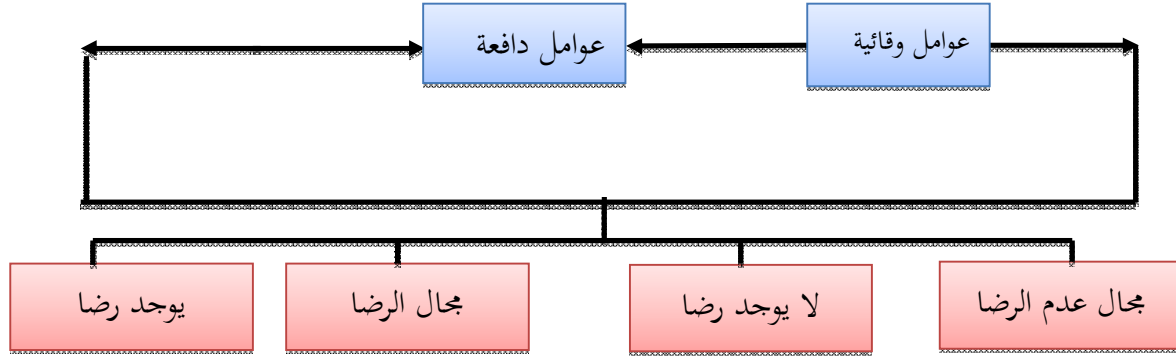 عوامل وقائية
عوامل دافعة
مجال عدم الرضا
لا يوجد رضا
مجال الرضا
يوجد رضا